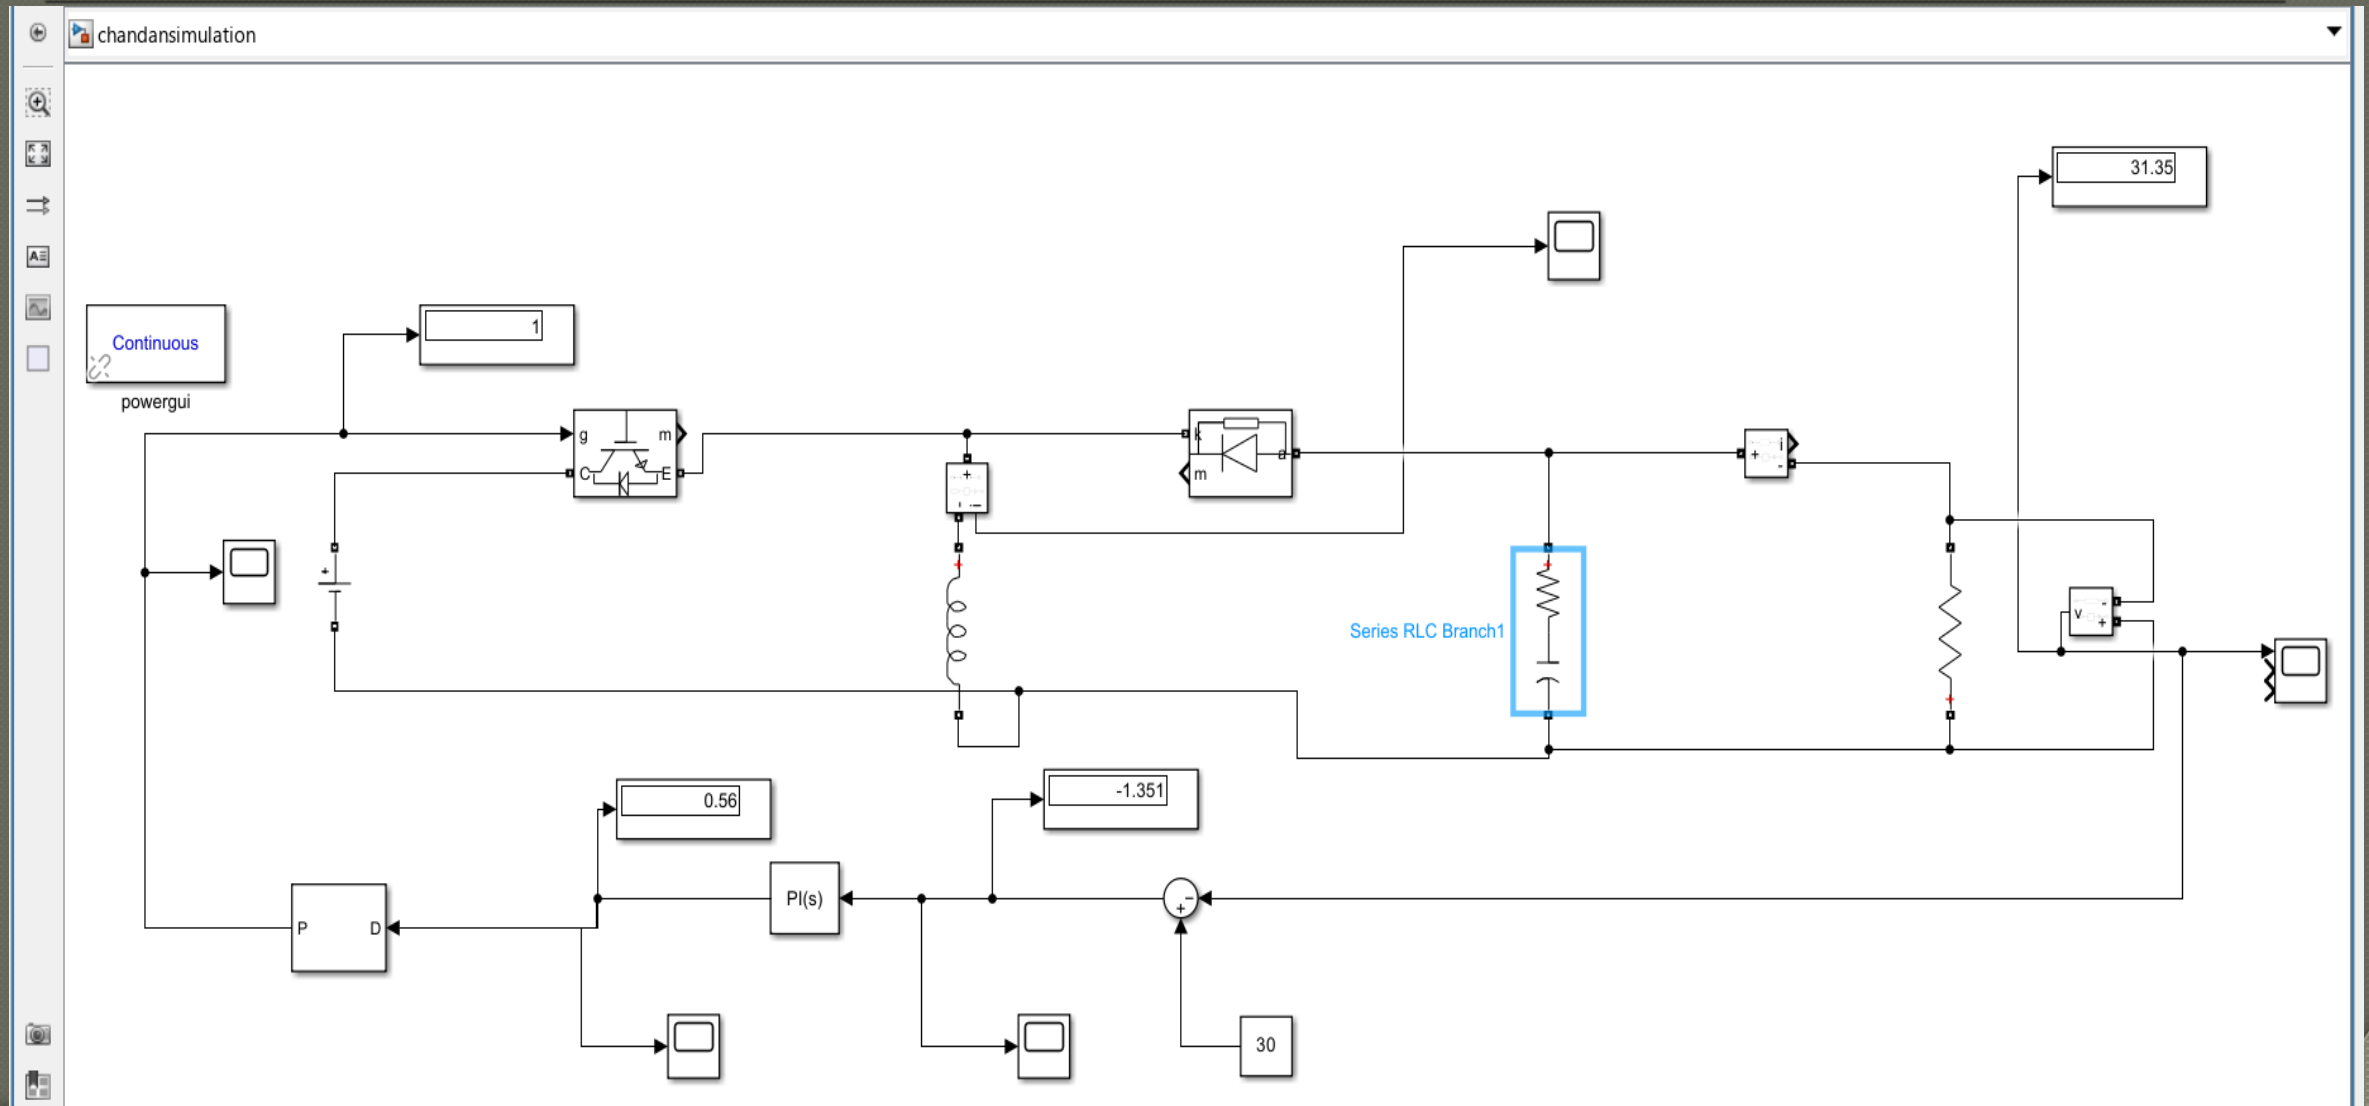 chandansimulation
31.35
1
Continuous
powergui
g
m
C
E
k
a
m
+
-
i
+
-
+
Series RLC Branch1
v
-
+
0.56
-1.351
P
D
PI(s)
-
+
30